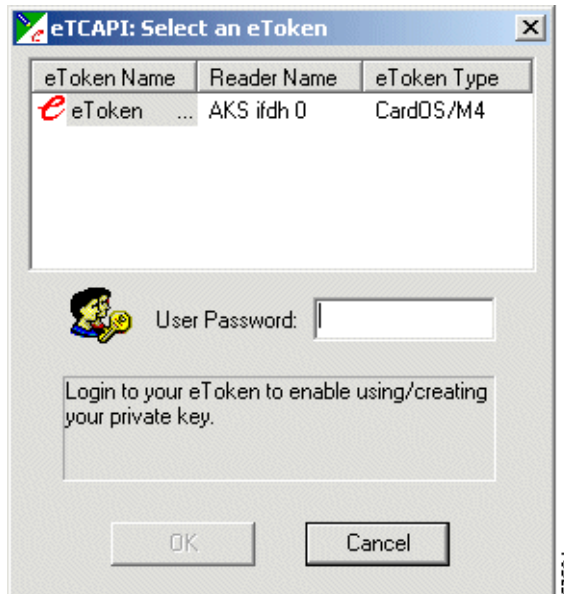 eTCAPI: Select an eToken
eToken Name Reader Name eToken Type
eToken ... AKS ifdh 0 CardOS/M4
User Password:
Login to your eToken to enable using/creating
your private key.
OK Cancel